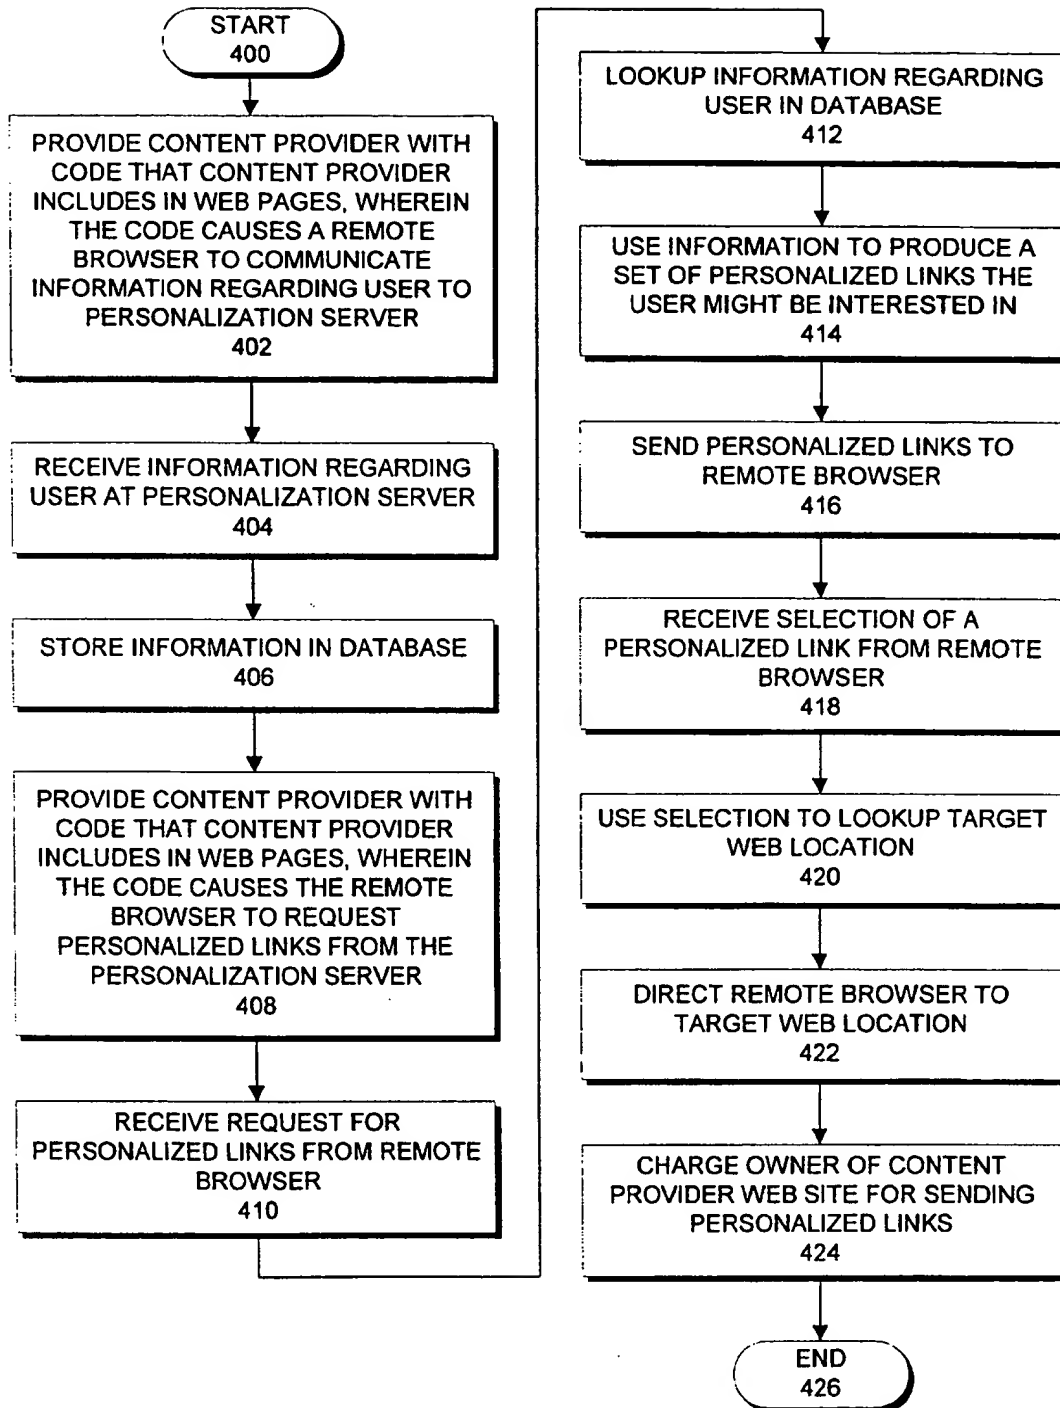 START
400
PROVIDE CONTENT PROVIDER WITH
CODE THAT CONTENT PROVIDER
INCLUDES IN WEB PAGES, WHEREIN
THE CODE CAUSES A REMOTE
BROWSER TO COMMUNICATE
INFORMATION REGARDING USER TO
PERSONALIZATION SERVER
402
RECEIVE INFORMATION REGARDING
USER AT PERSONALIZATION SERVER
404
STORE INFORMATION IN DATABASE
406
PROVIDE CONTENT PROVIDER WITH
CODE THAT CONTENT PROVIDER
INCLUDES IN WEB PAGES, WHEREIN
THE CODE CAUSES THE REMOTE
BROWSER TO REQUEST
PERSONALIZED LINKS FROM THE
PERSONALIZATION SERVER
408
RECEIVE REQUEST FOR
PERSONALIZED LINKS FROM REMOTE
BROWSER
410
LOOKUP INFORMATION REGARDING
USER IN DATABASE
412
USE INFORMATION TO PRODUCE A
SET OF PERSONALIZED LINKS THE
USER MIGHT BE INTERESTED IN
414
SEND PERSONALIZED LINKS TO
REMOTE BROWSER
416
RECEIVE SELECTION OF A
PERSONALIZED LINK FROM REMOTE
BROWSER
418
USE SELECTION TO LOOKUP TARGET
WEB LOCATION
420
DIRECT REMOTE BROWSER TO
TARGET WEB LOCATION
422
CHARGE OWNER OF CONTENT
PROVIDER WEB SITE FOR SENDING
PERSONALIZED LINKS
424
END
426